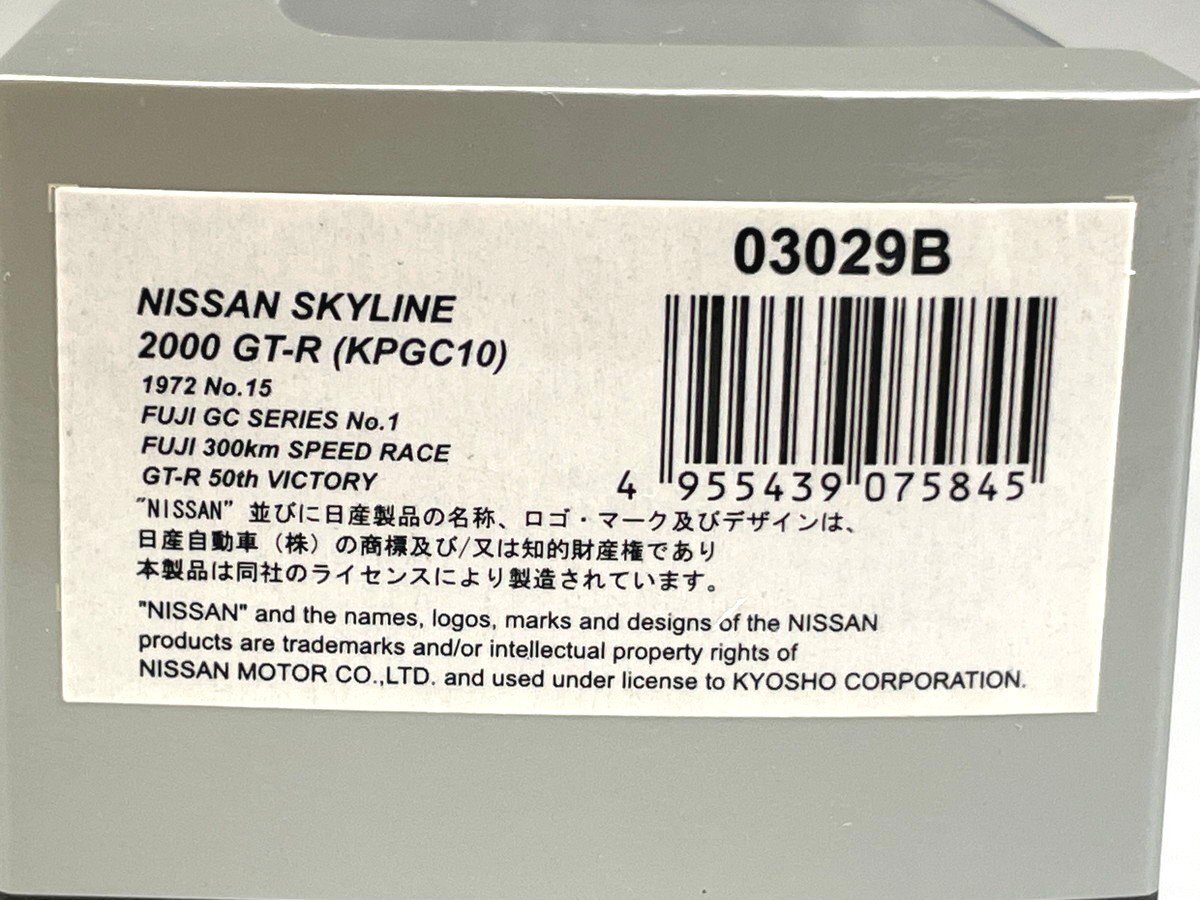 03029B
NISSAN SKYLINE
2000 GT-R (KPGC10)
1972 No.15
FUJI GC SERIES No.1
FUJI 300km SPEED RACE
GT-R 50th VICTORY
4 955439 075845
"NISSAN" 並びに日産製品の名称、ロゴ・マーク及びデザインは、
日産自動車（株）の商標及び/又は知的財産権であり
本製品は同社のライセンスにより製造されています。
"NISSAN" and the names, logos, marks and designs of the NISSAN
products are trademarks and/or intellectual property rights of
NISSAN MOTOR CO.,LTD. and used under license to KYOSHO CORPORATION.